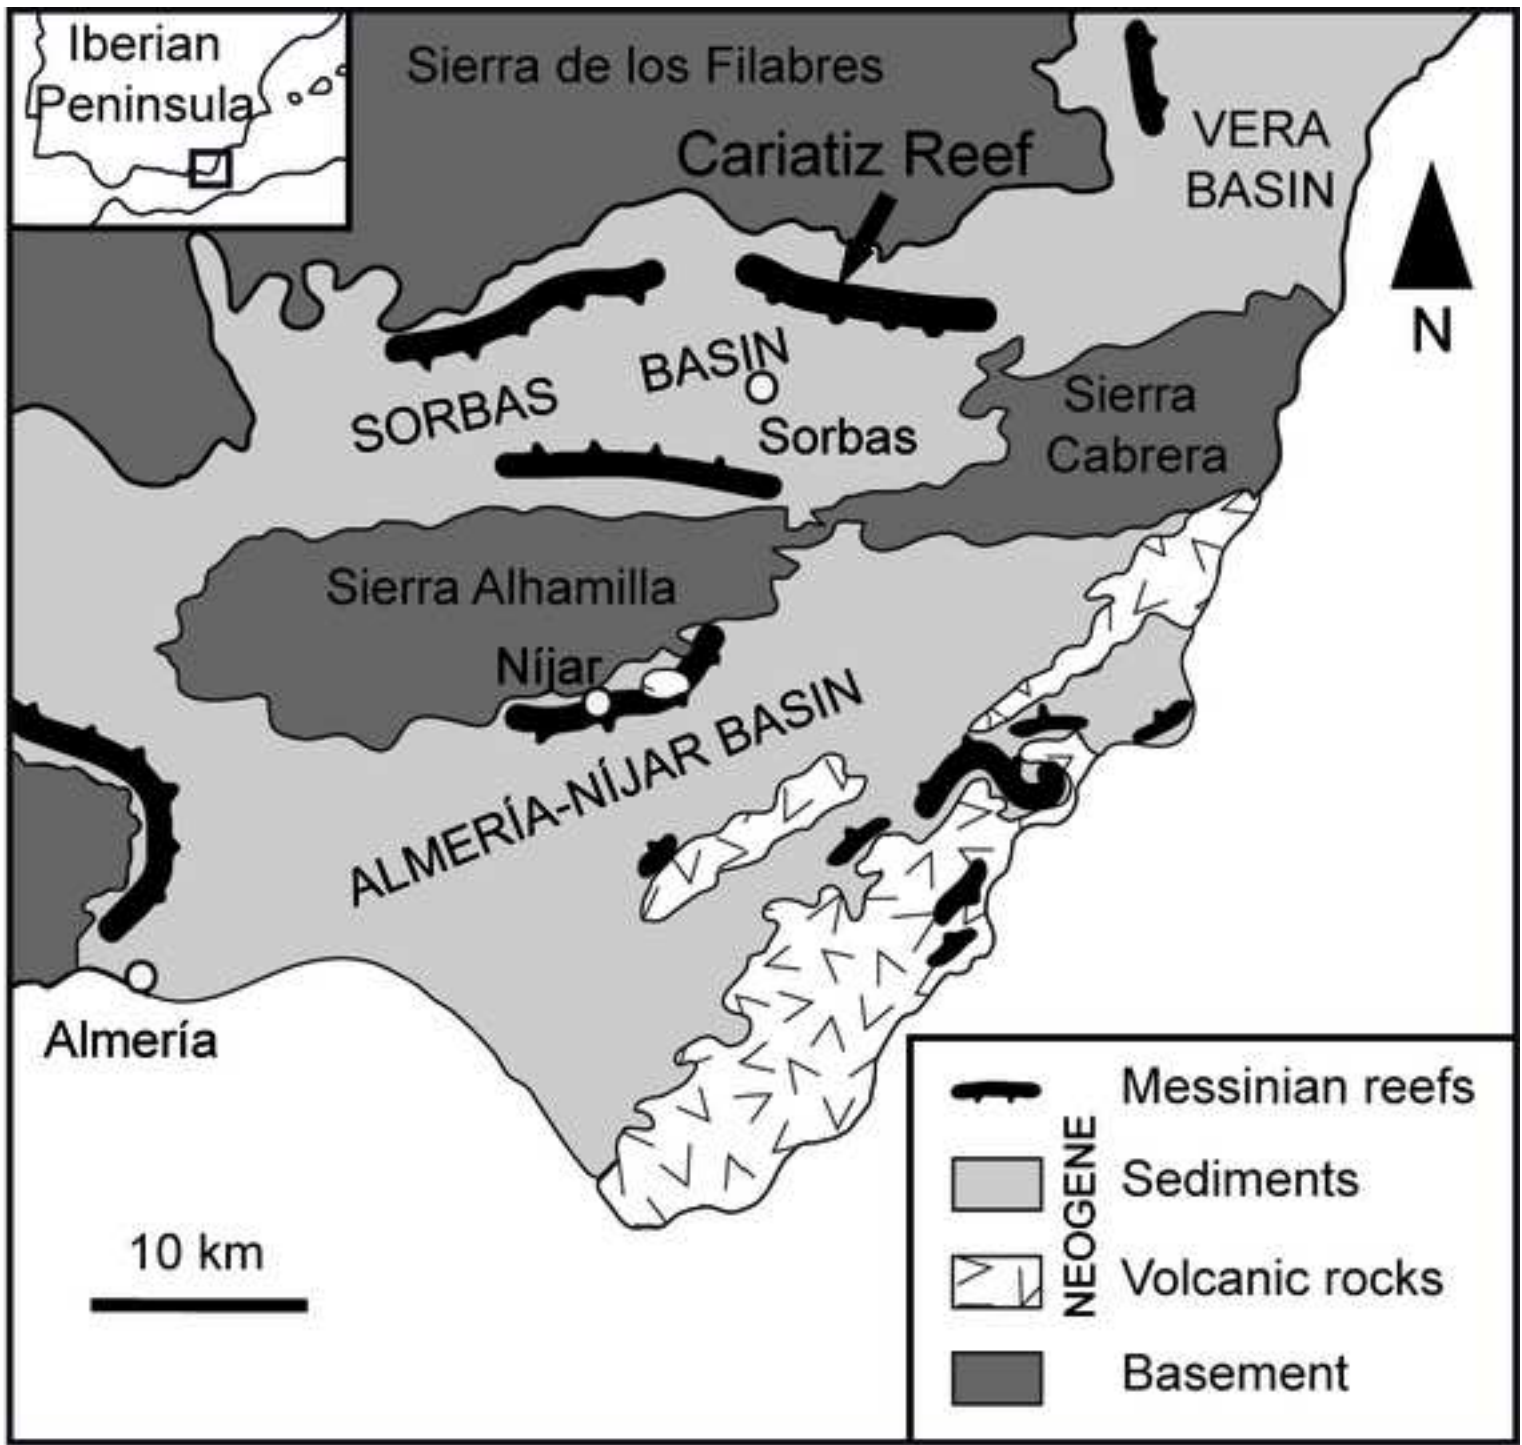 Iberian
Peninsula
Sierra de los Filabres
Cariatiz Reef
VERA
BASIN
N
SORBAS BASIN
Sorbas
Sierra
Cabrera
Sierra Alhamilla
Níjar
ALMERÍA-NÍJAR BASIN
Almería
10 km
NEOGENE
Messinian reefs
Sediments
Volcanic rocks
Basement